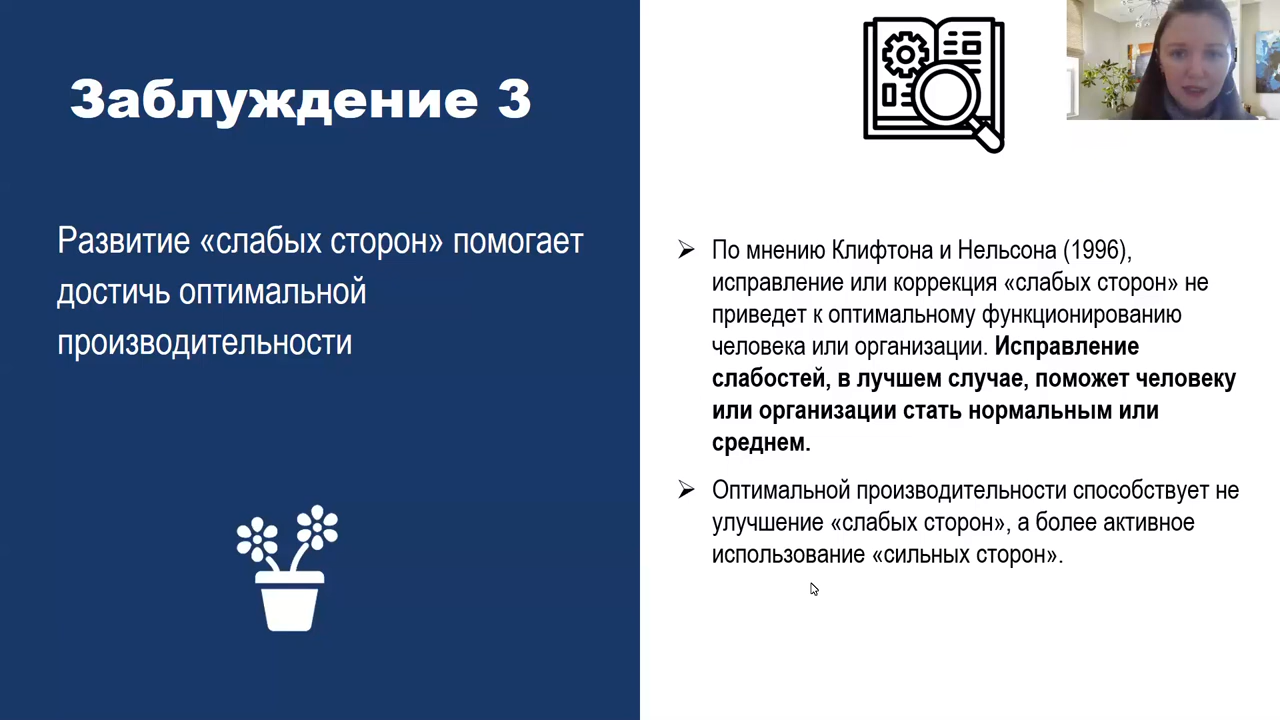 Заблуждение 3
Развитие «слабых сторон» помогает
достичь оптимальной
производительности
По мнению Клифтона и Нельсона (1996),
исправление или коррекция «слабых сторон» не
приведет к оптимальному функционированию
человека или организации. Исправление
слабостей, в лучшем случае, поможет человеку
или организации стать нормальным или
среднем.
Оптимальной производительности способствует не
улучшение «слабых сторон», а более активное
использование «сильных сторон».